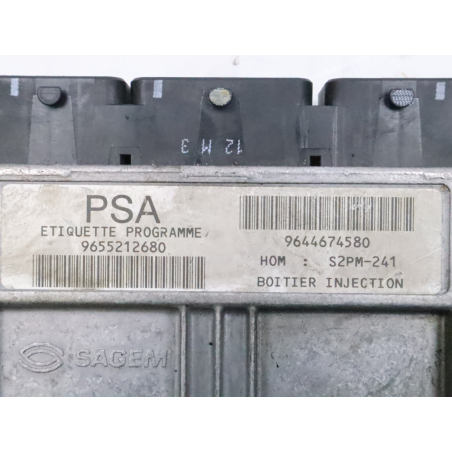 12 M 3
PSA
ETIQUETTE PROGRAMME
9655212680
9644674580
HOM : S2PM-241
BOITIER INJECTION
SAGEM